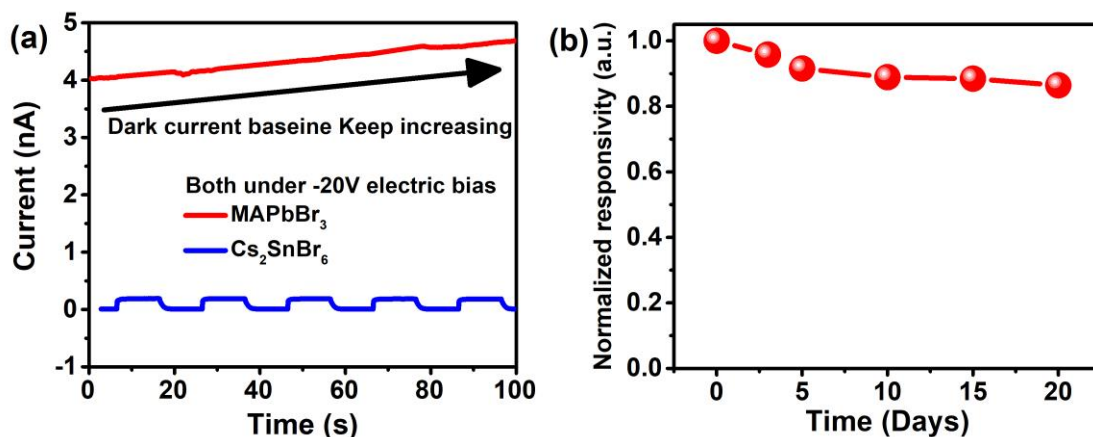 (a)
Current (nA)
5
4
3
2
1
0
-1
Dark current baseine Keep increasing
Both under -20V electric bias
MAPbBr₃
Cs₂SnBr₆
0 20 40 60 80 100
Time (s)
(b)
Normalized responsivity (a.u.)
1.0
0.8
0.6
0.4
0.2
0.0
0 5 10 15 20
Time (Days)